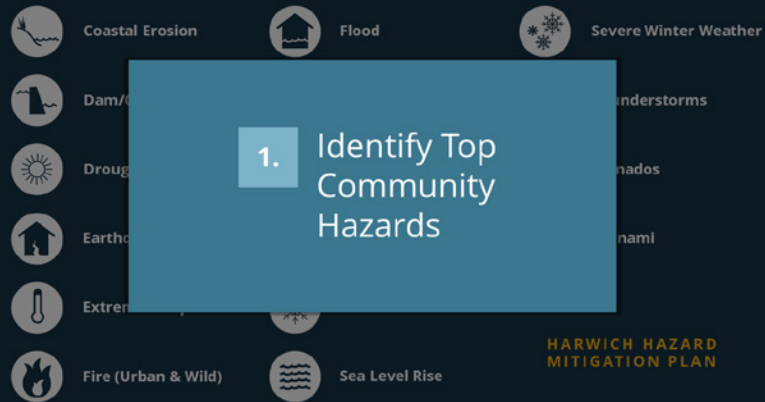 Coastal Erosion
Flood
Severe Winter Weather
1.
Identify Top
Community
Hazards
Fire (Urban & Wild)
Sea Level Rise
HARWICH HAZARD
MITIGATION PLAN